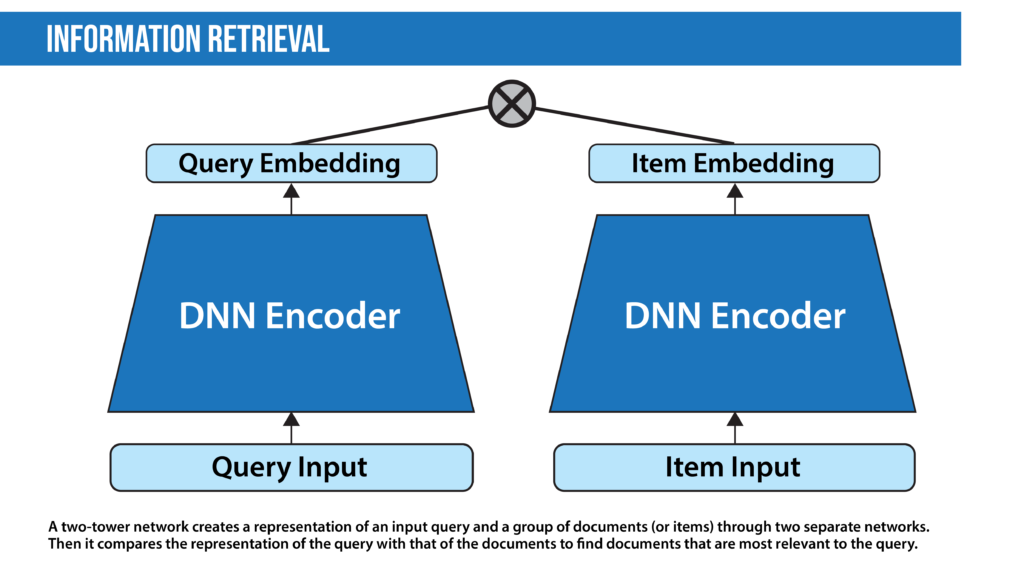 INFORMATION RETRIEVAL
Query Embedding
Item Embedding
DNN Encoder
DNN Encoder
Query Input
Item Input
A two-tower network creates a representation of an input query and a group of documents (or items) through two separate networks.
Then it compares the representation of the query with that of the documents to find documents that are most relevant to the query.